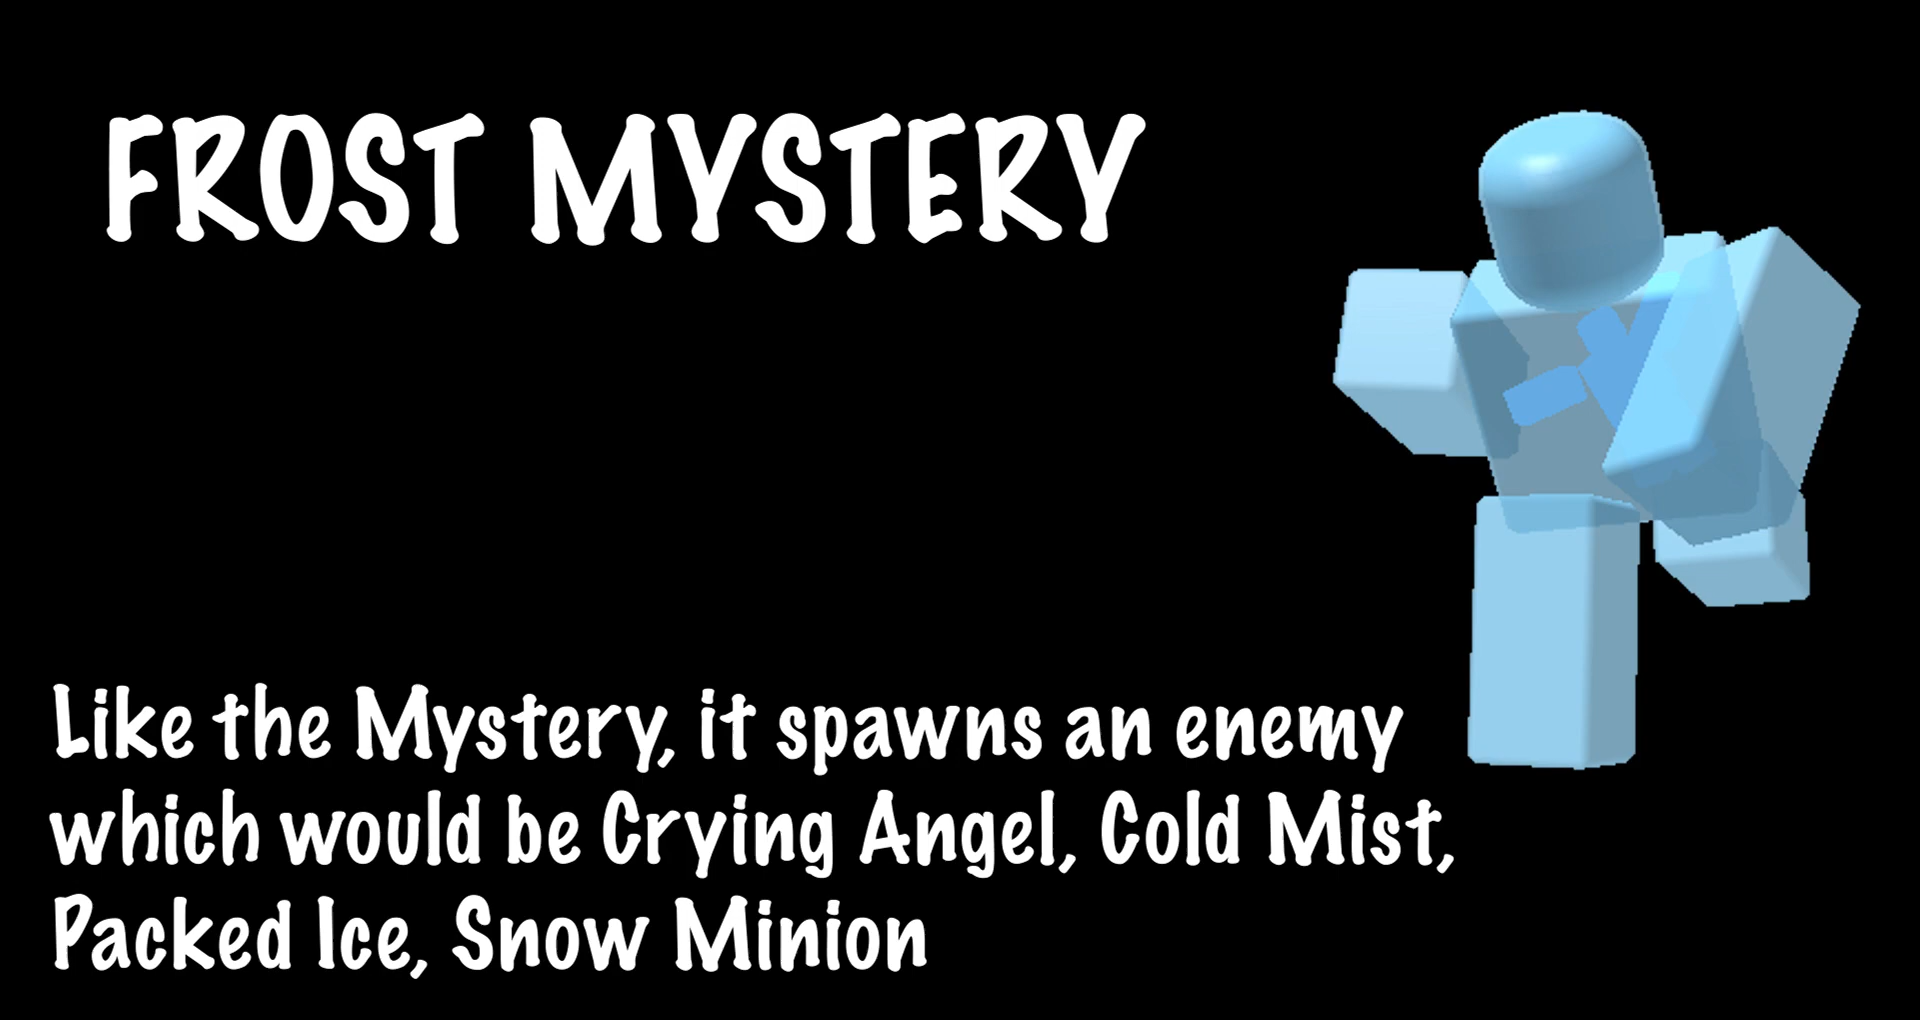 FROST MYSTERY
Like the Mystery, it spawns an enemy
which would be Crying Angel, Cold Mist,
Packed Ice, Snow Minion